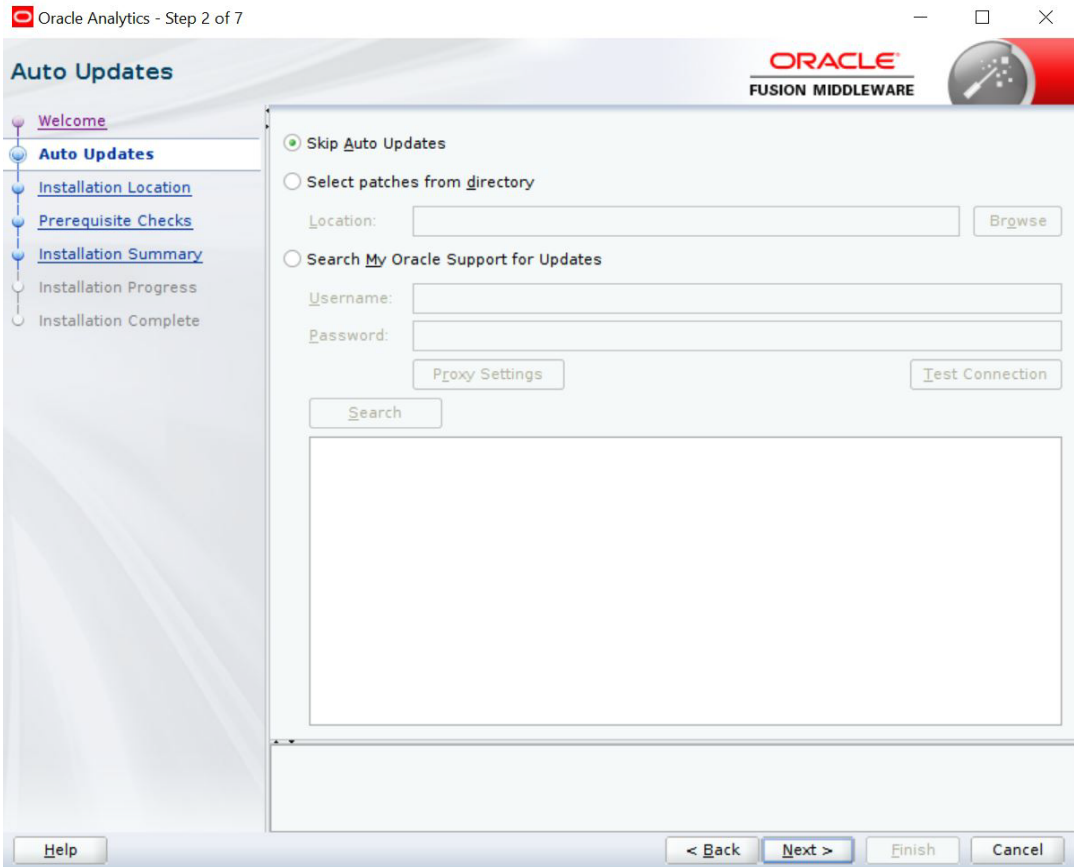 Oracle Analytics - Step 2 of 7
Auto Updates
ORACLE
FUSION MIDDLEWARE
Welcome
Auto Updates
Installation Location
Prerequisite Checks
Installation Summary
Installation Progress
Installation Complete
Skip Auto Updates
Select patches from directory
Location:
Browse
Search My Oracle Support for Updates
Username:
Password:
Proxy Settings
Test Connection
Search
Help
< Back
Next >
Finish
Cancel